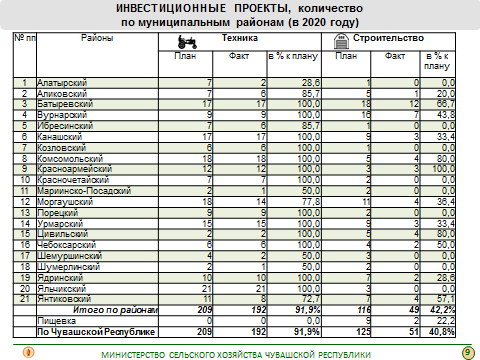 ИНВЕСТИЦИОННЫЕ ПРОЕКТЫ, количество
по муниципальным районам (в 2020 году)
№ пп Районы Техника Строительство
План Факт в % к плану План Факт в % к плану
1 Алатырский 7 2 28,6 1 0 0,0
2 Аликовский 7 6 85,7 5 1 20,0
3 Батыревский 17 17 100,0 18 12 66,7
4 Вурнарский 9 9 100,0 16 7 43,8
5 Ибресинский 7 6 85,7 1 0 0,0
6 Канашский 17 17 100,0 9 3 33,4
7 Козловский 6 6 100,0 1 0 0,0
8 Комсомольский 18 18 100,0 5 4 80,0
9 Красноармейский 12 12 100,0 3 3 100,0
10 Красночетайский 7 7 100,0 3 0 0,0
11 Мариинско-Посадский 2 1 50,0 2 0 0,0
12 Моргаушский 18 14 77,8 11 4 36,4
13 Порецкий 9 9 100,0 2 0 0,0
14 Урмарский 15 15 100,0 9 3 33,4
15 Цивильский 2 2 100,0 5 4 80,0
16 Чебоксарский 6 6 100,0 4 2 50,0
17 Шемуршинский 4 2 50,0 3 0 0,0
18 Шумерлинский 2 1 50,0 2 0 0,0
19 Ядринский 10 10 100,0 7 2 28,6
20 Яльчикский 21 21 100,0 3 0 0,0
21 Янтиковский 11 8 72,7 7 4 57,1
Итого по районам 209 192 91,9% 116 49 42,2%
Пищевка 0 0 0,0 9 2 22,2
По Чувашской Республике 209 192 91,9% 125 51 40,8%
МИНИСТЕРСТВО СЕЛЬСКОГО ХОЗЯЙСТВА ЧУВАШСКОЙ РЕСПУБЛИКИ 9